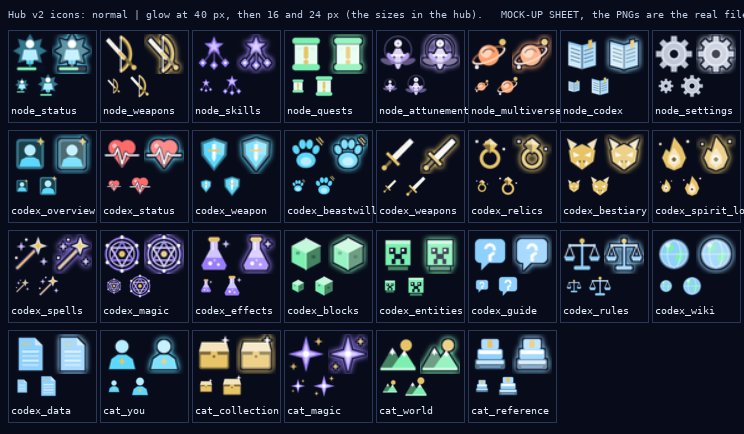 Hub v2 icons: normal | glow at 40 px, then 16 and 24 px (the sizes in the hub).   MOCK-UP SHEET, the PNGs are the real file
node_status node_weapons node_skills node_quests node_attunement node_multiverse node_codex node_settings
codex_overview codex_status codex_weapon codex_beastwill codex_weapons codex_relics codex_bestiary codex_spirit_lo
codex_spells codex_magic codex_effects codex_blocks codex_entities codex_guide codex_rules codex_wiki
codex_data cat_you cat_collection cat_magic cat_world cat_reference